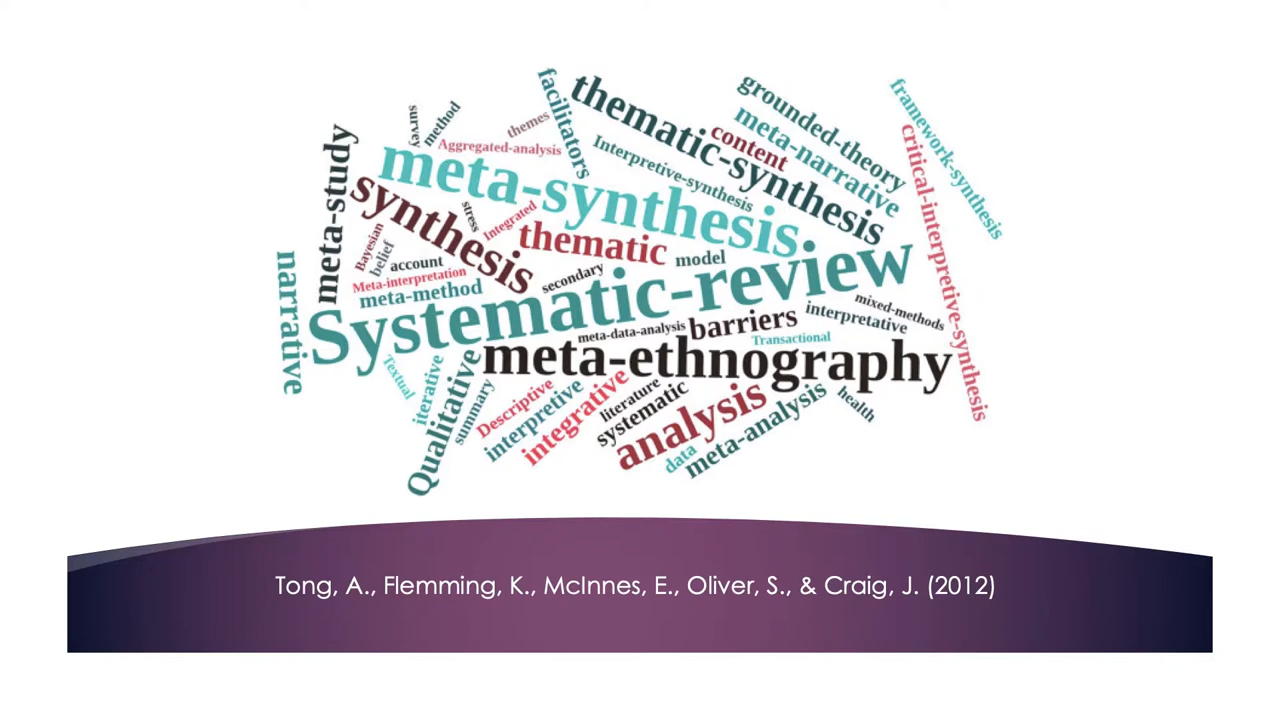 facilitators
thematic-synthesis
grounded-theory
framework-synthesis
survey
method
themes
meta-narrative
content
critical-interpretive-synthesis
meta-study
Aggregated-analysis
Interpretive-synthesis
meta-synthesis
synthesis
stress
Integrated
thematic
Bayesian
belief
account
model
Systematic-review
narrative
Meta-interpretation
secondary
meta-method
mixed-methods
interpretative
barriers
meta-data-analysis
Transactional
meta-ethnography
Textual
iterative
Qualitative
summary
Descriptive
interpretive
integrative
literature
systematic
analysis
meta-analysis
data
health
Tong, A., Flemming, K., McInnes, E., Oliver, S., & Craig, J. (2012)